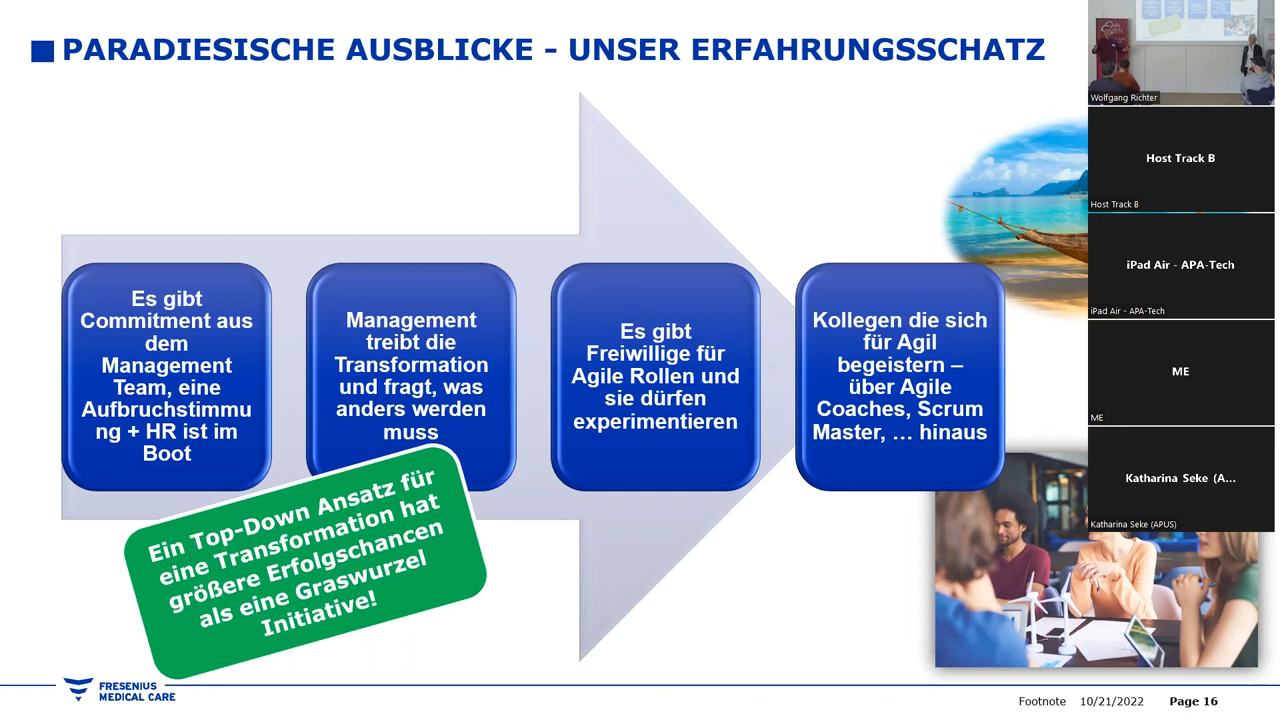 PARADIESISCHE AUSBLICKE - UNSER ERFAHRUNGSSCHATZ
Es gibt
Commitment aus
dem
Management
Team, eine
Aufbruchstimmu
ng + HR ist im
Boot
Management
treibt die
Transformation
und fragt, was
anders werden
muss
Es gibt
Freiwillige für
Agile Rollen und
sie dürfen
experimentieren
Kollegen die sich
für Agil
begeistern –
über Agile
Coaches, Scrum
Master, … hinaus
Ein Top-Down Ansatz für
eine Transformation hat
größere Erfolgschancen
als eine Graswurzel
Initiative!
Wolfgang Richter
Host Track B
Host Track B
iPad Air - APA-Tech
iPad Air - APA-Tech
ME
ME
Katharina Seke (A...
Katharina Seke (APUS)
FRESENIUS
MEDICAL CARE
Footnote 10/21/2022 Page 16